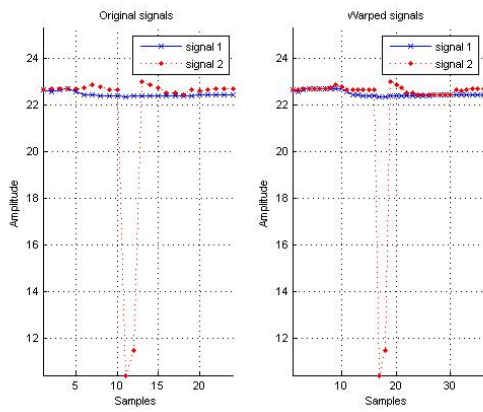 Original signals
signal 1
signal 2
24
22
20
18
16
14
12
Amplitude
5
10
15
20
Samples
Warped signals
signal 1
signal 2
24
22
20
18
16
14
12
Amplitude
10
20
30
Samples